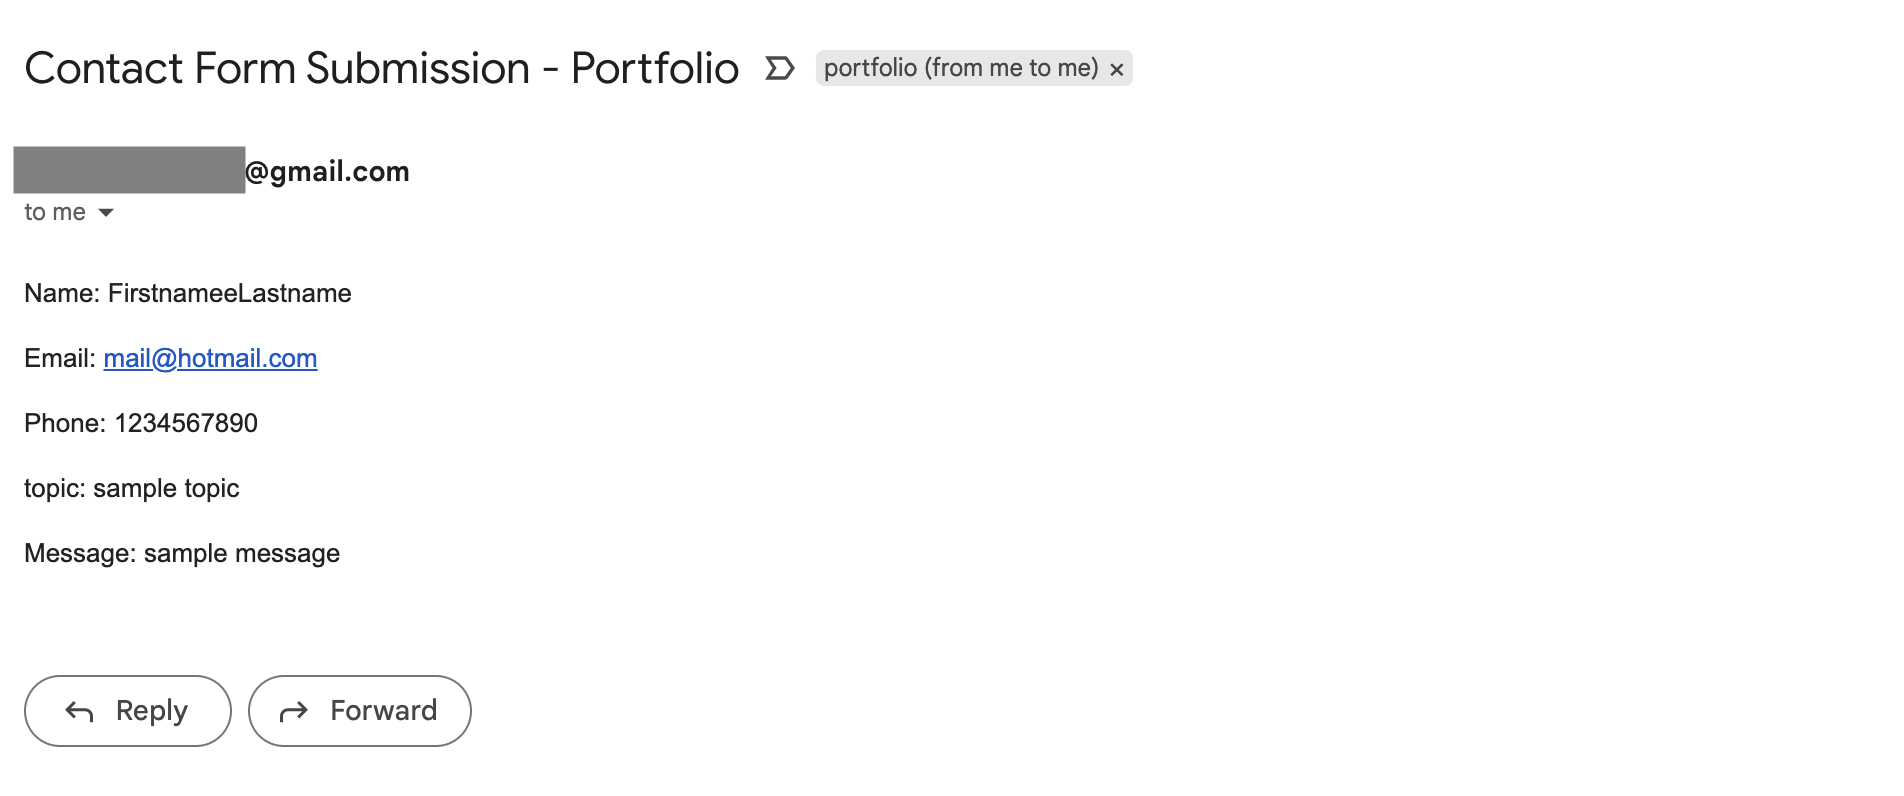 Contact Form Submission - Portfolio portfolio (from me to me) ×
@gmail.com
to me
Name: FirstnameeLastname
Email: mail@hotmail.com
Phone: 1234567890
topic: sample topic
Message: sample message
Reply Forward